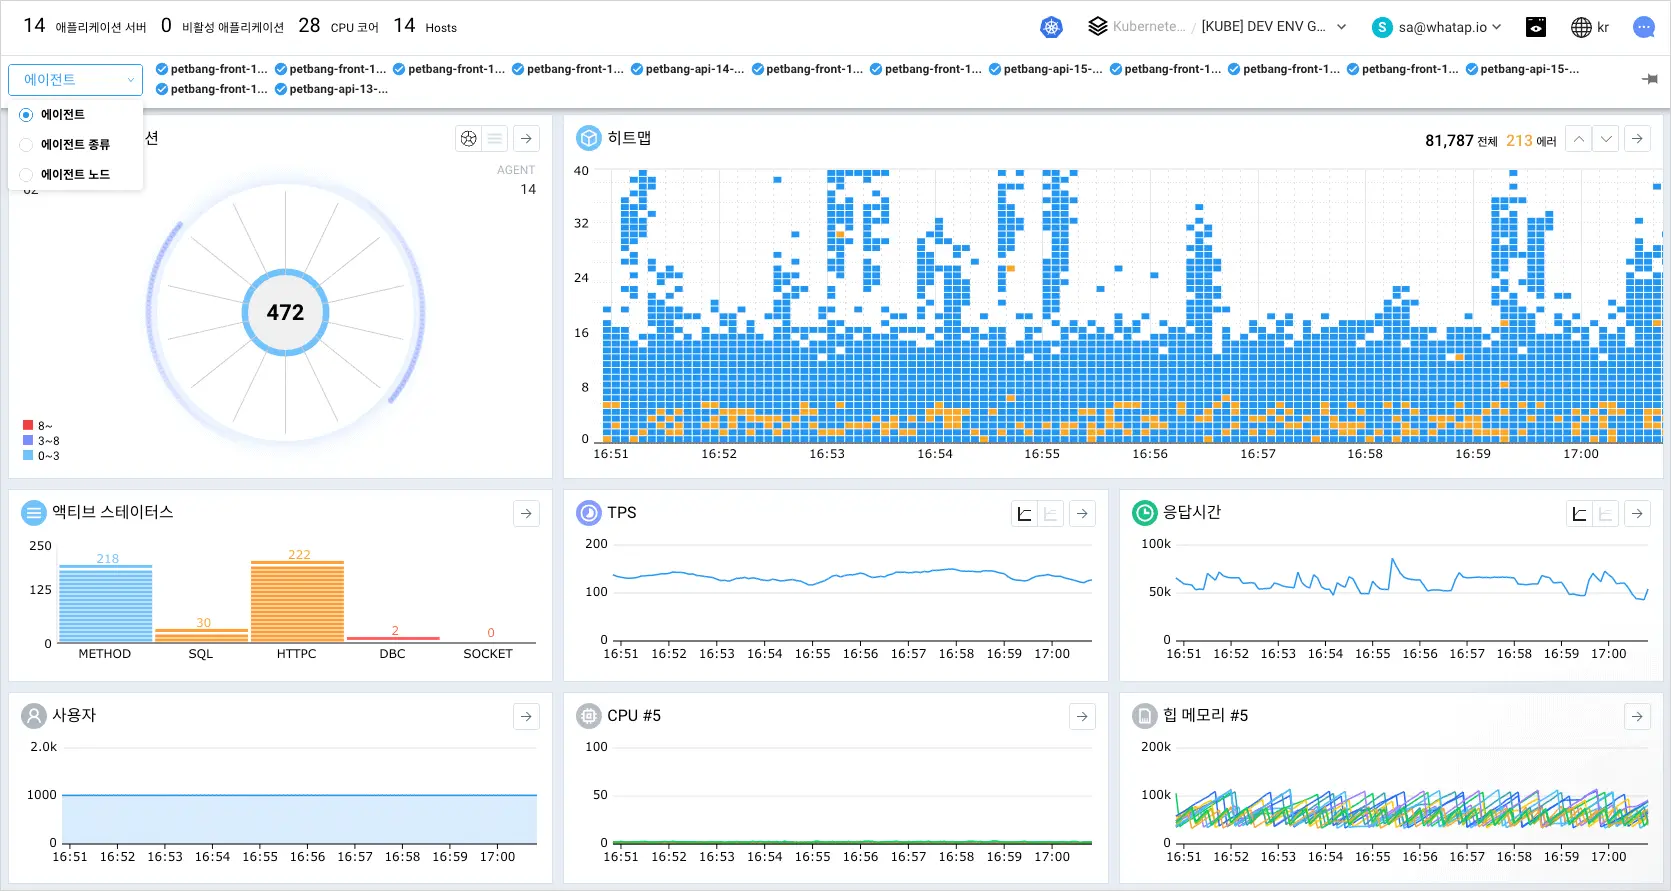 14 애플리케이션 서버 0 비활성 애플리케이션 28 CPU 코어 14 Hosts
Kubernete... / [KUBE] DEV ENV G...
S sa@whatap.io
kr
에이전트
petbang-front-1... petbang-front-1... petbang-front-1... petbang-front-1... petbang-api-14-... petbang-front-1... petbang-front-1... petbang-api-15-... petbang-front-1... petbang-front-1... petbang-front-1... petbang-api-15-...
petbang-front-1... petbang-api-13-...
에이전트
에이전트 종류
에이전트 노드
션
AGENT
14
472
8~
3~8
0~3
히트맵
81,787 전체 213 에러
40
32
24
16
8
0
16:51 16:52 16:53 16:54 16:55 16:56 16:57 16:58 16:59 17:00
액티브 스테이터스
250
125
0
218
30
222
2
0
METHOD SQL HTTPC DBC SOCKET
TPS
200
100
0
16:51 16:52 16:53 16:54 16:55 16:56 16:57 16:58 16:59 17:00
응답시간
100k
50k
0
16:51 16:52 16:53 16:54 16:55 16:56 16:57 16:58 16:59 17:00
사용자
2.0k
1000
0
16:51 16:52 16:53 16:54 16:55 16:56 16:57 16:58 16:59 17:00
CPU #5
100
50
0
16:51 16:52 16:53 16:54 16:55 16:56 16:57 16:58 16:59 17:00
힙 메모리 #5
200k
100k
0
16:51 16:52 16:53 16:54 16:55 16:56 16:57 16:58 16:59 17:00